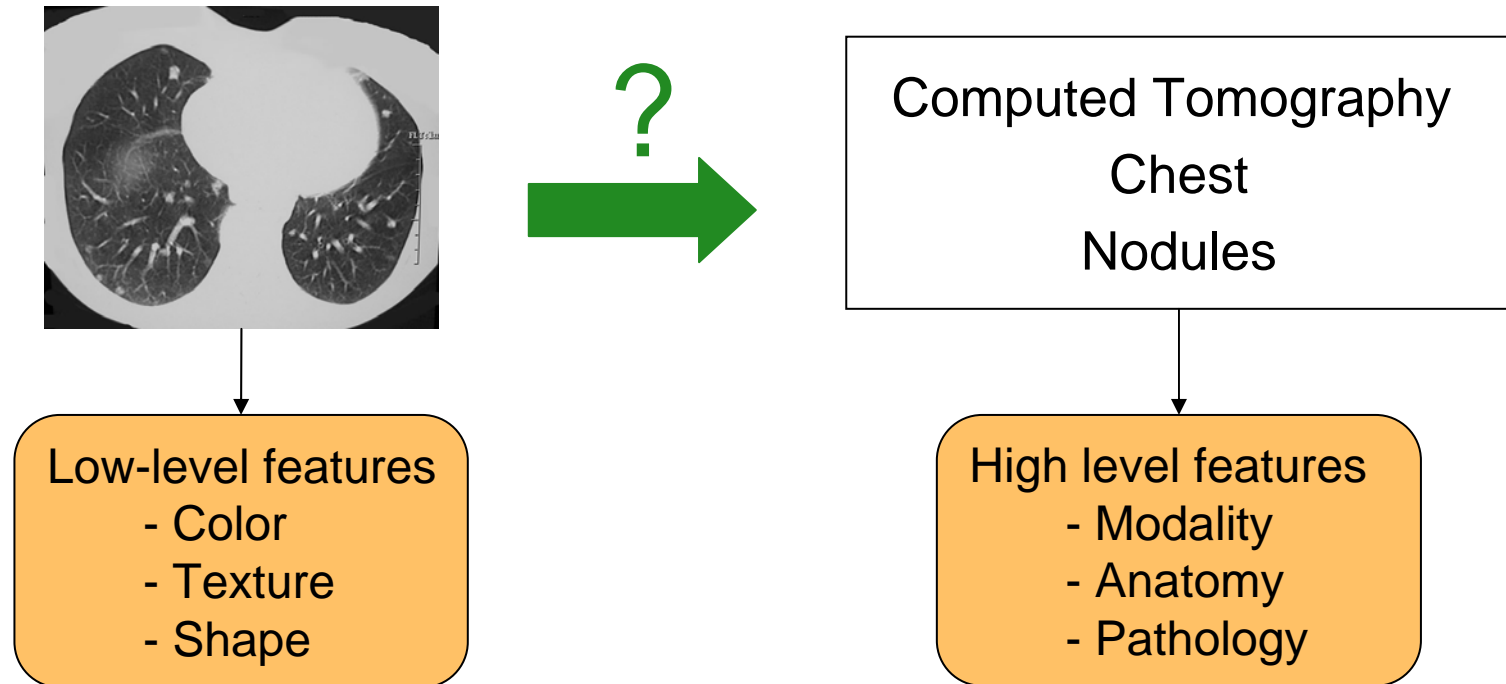 ?
Computed Tomography
Chest
Nodules
Low-level features
- Color
- Texture
- Shape
High level features
- Modality
- Anatomy
- Pathology